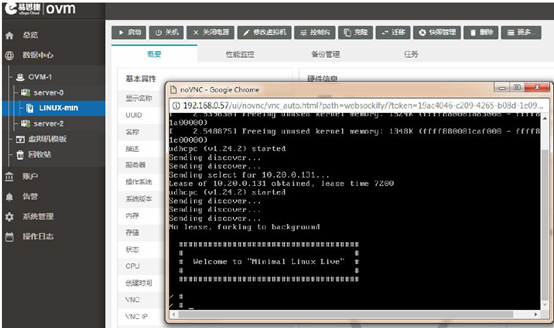 易思捷 ovm
eSage Cloud
启动 关机 关闭电源 修改虚拟机 控制台 克隆 迁移 快照管理 删除 更多...
总览
数据中心
OVM-1
server-0
LINUX-min
server-2
虚拟机模板
回收站
账户
告警
系统管理
操作日志
概要 性能监控 备份管理 任务
基本属性
硬件信息
显示名称
UUID
名称
描述
服务器
操作系统
系统版本
内存
存储
状态
CPU
创建时间
VNC
VNC IP
noVNC - Google Chrome
192.168.0.57/ui/novnc/vnc_auto.html?path=websockify/?token=19ac4046-c209-4265-b08d-1c09...
1e00000)
[ 2.548875] Freeing unused kernel memory: 1348K (ffff880001caf000 - ffff8
1e00000)
udhcpc (v1.24.2) started
Sending discover...
Sending discover...
Sending select for 10.20.0.131...
Lease of 10.20.0.131 obtained, lease time 7200
udhcpc (v1.24.2) started
Sending discover...
Sending discover...
Sending discover...
No lease, forking to background
###################################
# #
# Welcome to "Minimal Linux Live" #
# #
###################################
/ #
/ # _